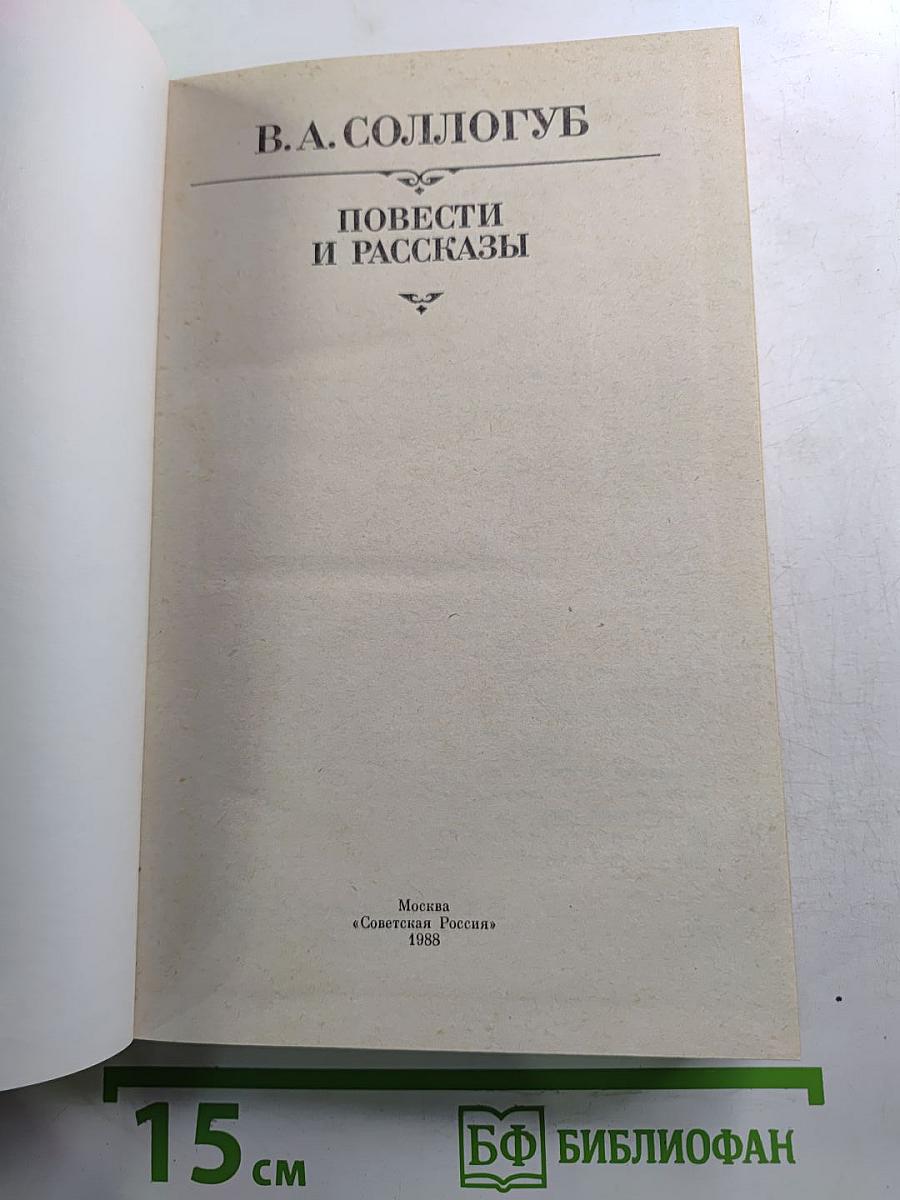 В. А. СОЛЛОГУБ
ПОВЕСТИ
И РАССКАЗЫ
Москва
«Советская Россия»
1988
15 см
БФ БИБЛИОФАН